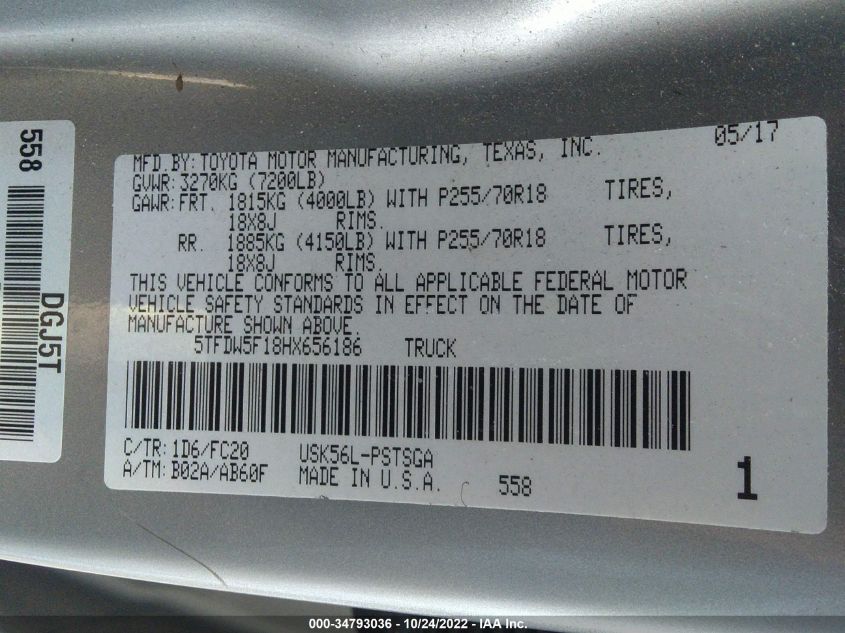 558
DGJ5T
05/17
MFD BY: TOYOTA MOTOR MANUFACTURING, TEXAS, INC.
GVWR: 3270KG (7200LB)
GAWR: FRT. 1815KG (4000LB) WITH P255/70R18 TIRES,
18X8J RIMS.
RR. 1885KG (4150LB) WITH P255/70R18 TIRES,
18X8J RIMS.
THIS VEHICLE CONFORMS TO ALL APPLICABLE FEDERAL MOTOR
VEHICLE SAFETY STANDARDS IN EFFECT ON THE DATE OF
MANUFACTURE SHOWN ABOVE.
5TFDW5F18HX656186 TRUCK
C/TR: 1D6/FC20 USK56L-PSTSGA
A/TM: B02A/AB60F MADE IN U.S.A. 558
1
000-34793036 - 10/24/2022 - IAA Inc.